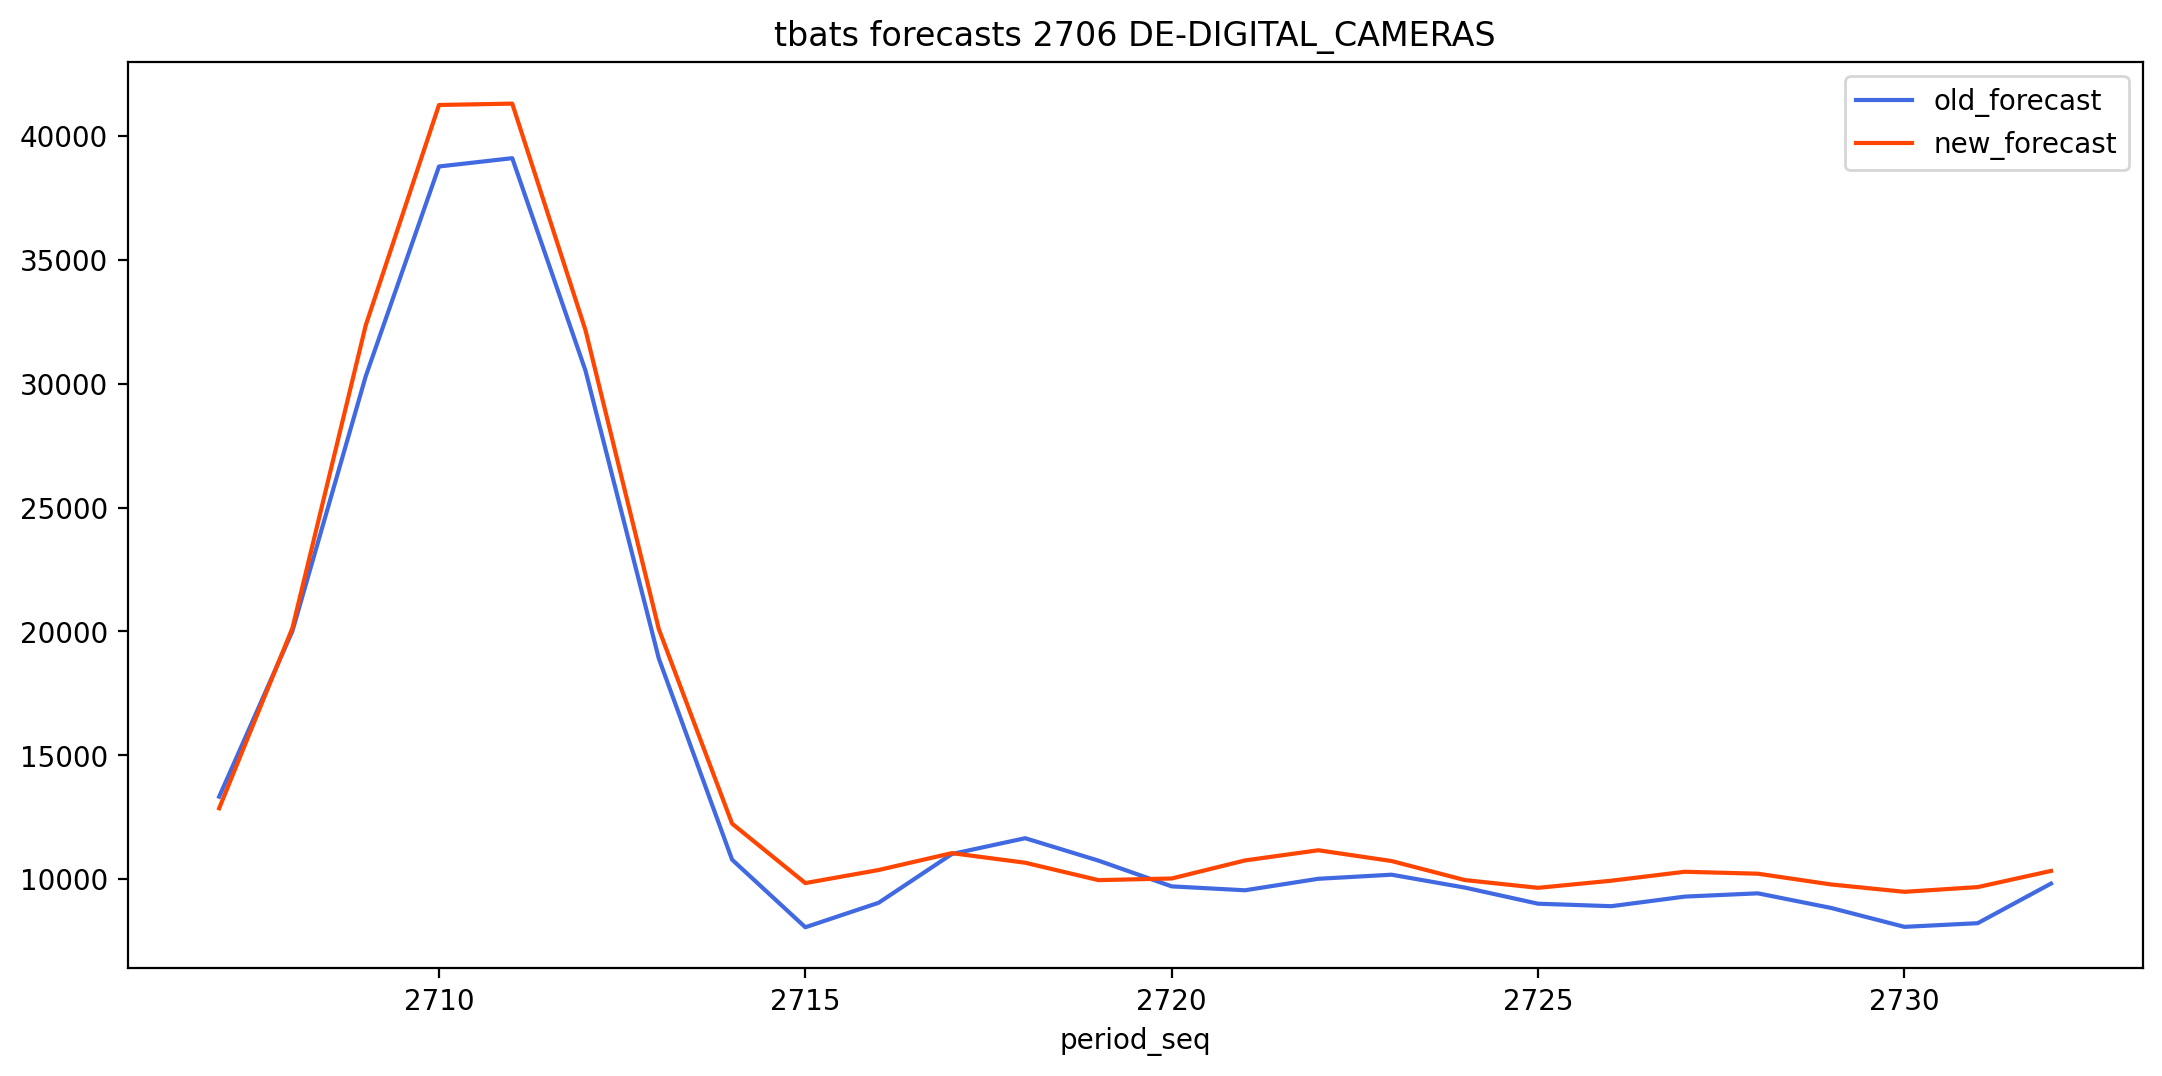 tbats forecasts 2706 DE-DIGITAL_CAMERAS
old_forecast
new_forecast
40000
35000
30000
25000
20000
15000
10000
2710 2715 2720 2725 2730
period_seq